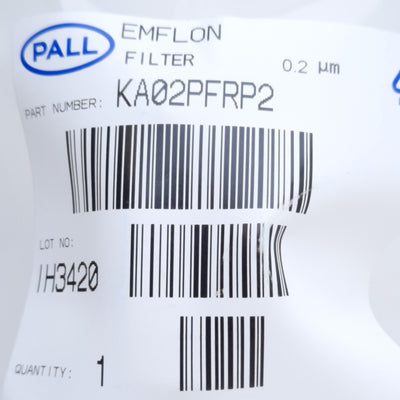 PALL
EMFLON
FILTER 0.2 µm
PART NUMBER: KA02PFRP2
LOT NO:
IH3420
QUANTITY: 1